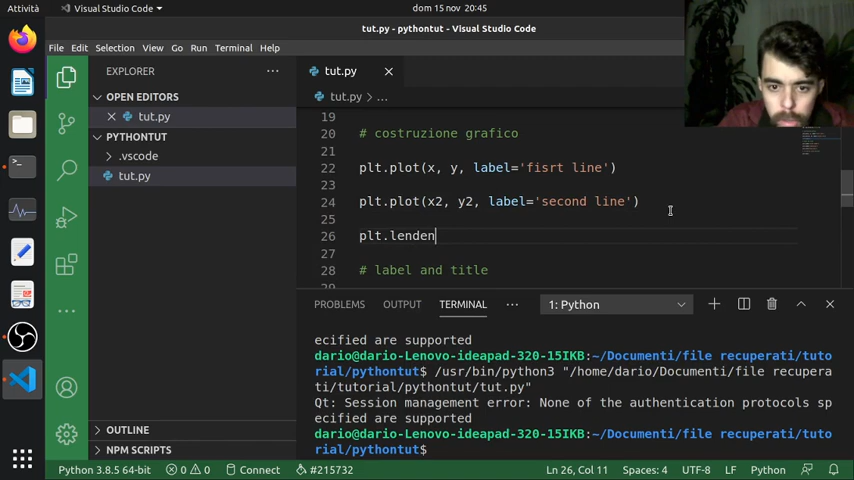 Attività
Visual Studio Code
dom 15 nov 20:45
tut.py - pythontut - Visual Studio Code
File Edit Selection View Go Run Terminal Help
EXPLORER
OPEN EDITORS
tut.py
PYTHONTUT
.vscode
tut.py
OUTLINE
NPM SCRIPTS
tut.py
tut.py > ...
19
20 # costruzione grafico
21
22 plt.plot(x, y, label='fisrt line')
23
24 plt.plot(x2, y2, label='second line')
25
26 plt.lenden
27
28 # label and title
PROBLEMS OUTPUT TERMINAL ... 1: Python
ecified are supported
dario@dario-Lenovo-ideapad-320-15IKB:~/Documenti/file recuperati/tuto
rial/pythontut$ /usr/bin/python3 "/home/dario/Documenti/file recupera
ti/tutorial/pythontut/tut.py"
Qt: Session management error: None of the authentication protocols sp
ecified are supported
dario@dario-Lenovo-ideapad-320-15IKB:~/Documenti/file recuperati/tuto
rial/pythontut$
Python 3.8.5 64-bit 0 0 Connect #215732 Ln 26, Col 11 Spaces: 4 UTF-8 LF Python